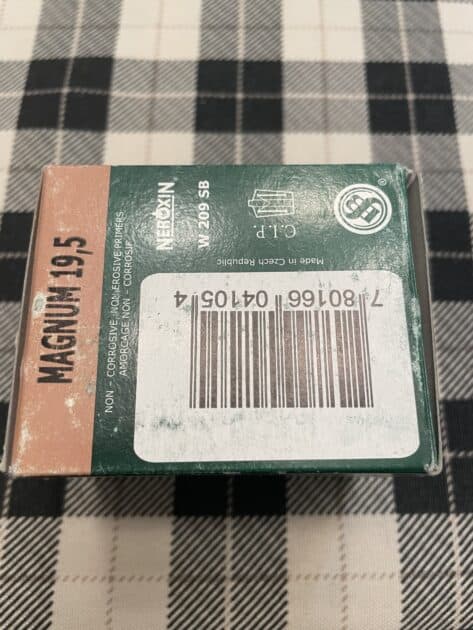 MAGNUM 19,5
NON - CORROSIVE, NON EROSIVE PRIMERS
AMORCAGE NON - CORROSIF
NEROXIN
W 209 SB
C.I.P.
S&B
®
Made in Czech Republic
7 80166 04105 4